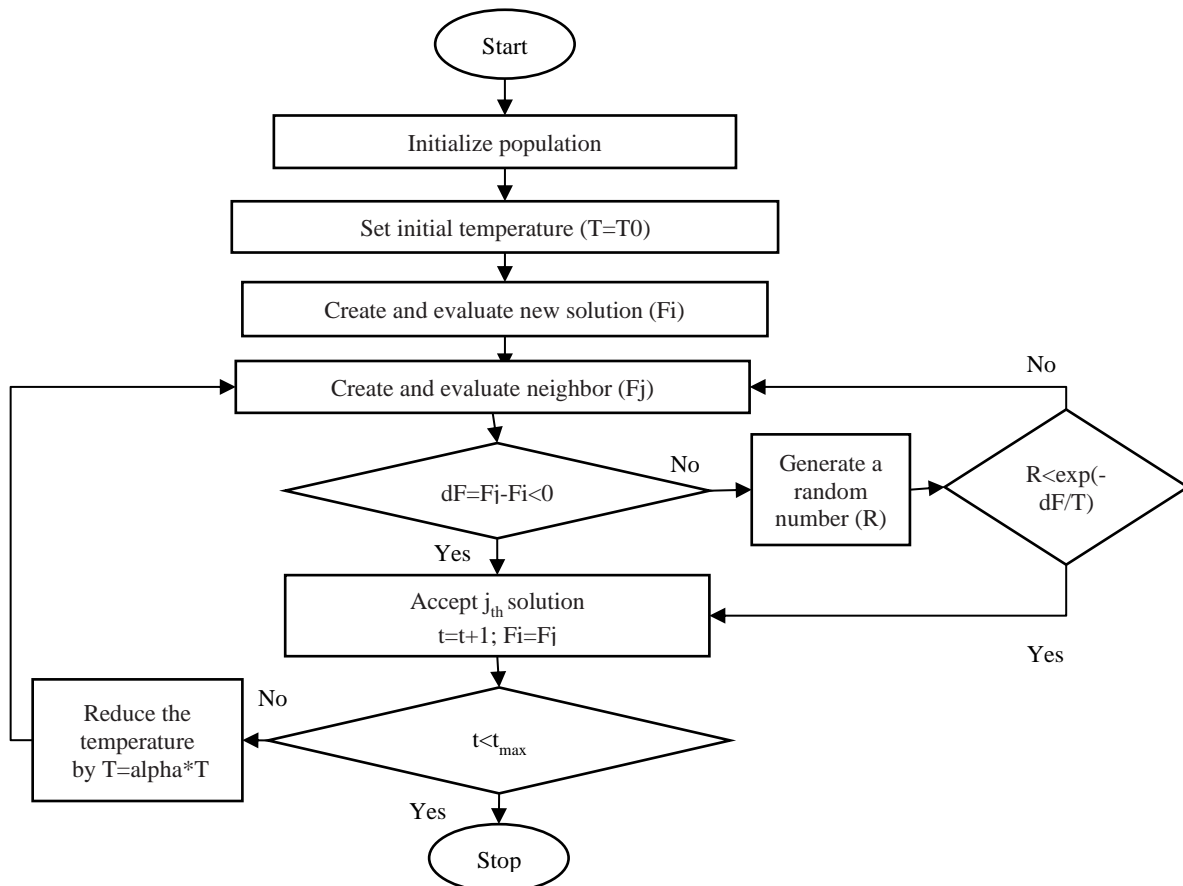 Start
Initialize population
Set initial temperature (T=T0)
Create and evaluate new solution (Fi)
Create and evaluate neighbor (Fj)
No
dF=Fj-Fi<0
No
Generate a
random
number (R)
R<exp(-
dF/T)
Yes
Accept jth solution
t=t+1; Fi=Fj
Yes
No
Reduce the
temperature
by T=alpha*T
t<tmax
Yes
Stop